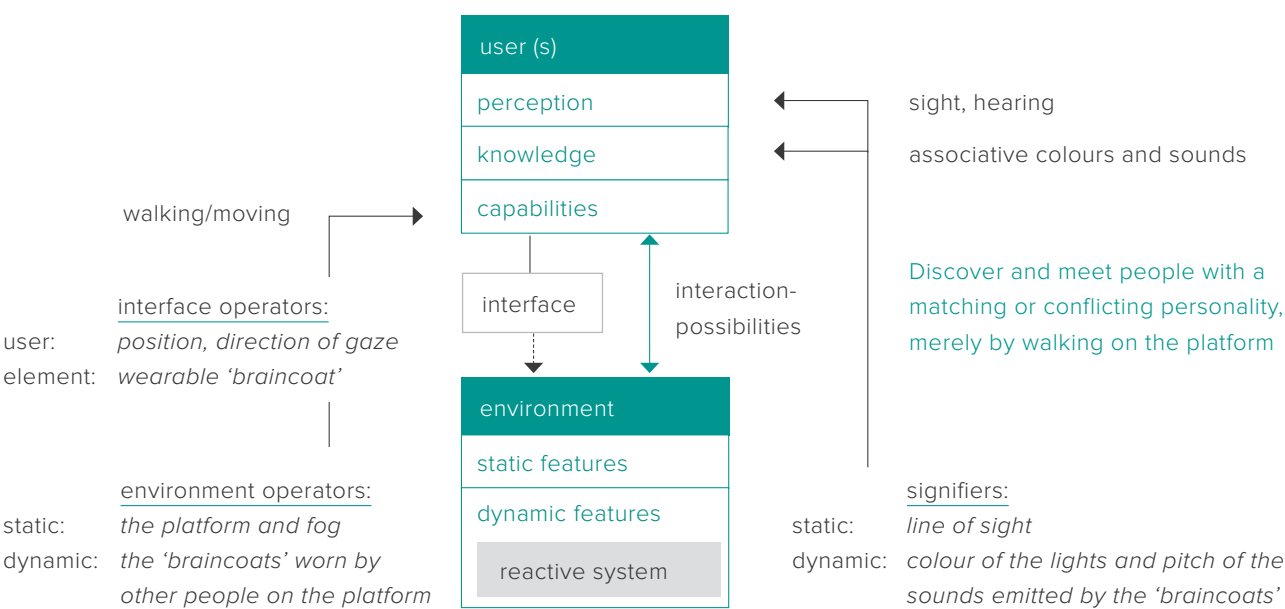 user (s)
perception
knowledge
capabilities
sight, hearing
associative colours and sounds
walking/moving
interface
interaction-
possibilities
Discover and meet people with a
matching or conflicting personality,
merely by walking on the platform
interface operators:
user: position, direction of gaze
element: wearable ‘braincoat’
environment
static features
dynamic features
reactive system
environment operators:
static: the platform and fog
dynamic: the ‘braincoats’ worn by
other people on the platform
signifiers:
static: line of sight
dynamic: colour of the lights and pitch of the
sounds emitted by the ‘braincoats’